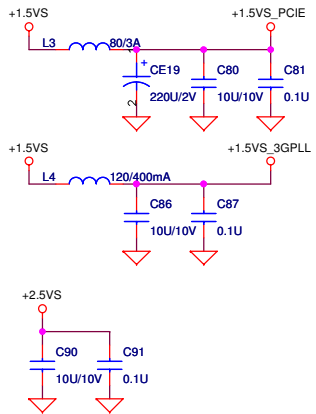 +1.5VS +1.5VS_PCIE
L3 80/3A
1
+ CE19 C80 C81
220U/2V 10U/10V 0.1U
2
+1.5VS +1.5VS_3GPLL
L4 120/400mA
C86 C87
10U/10V 0.1U
+2.5VS
C90 C91
10U/10V 0.1U